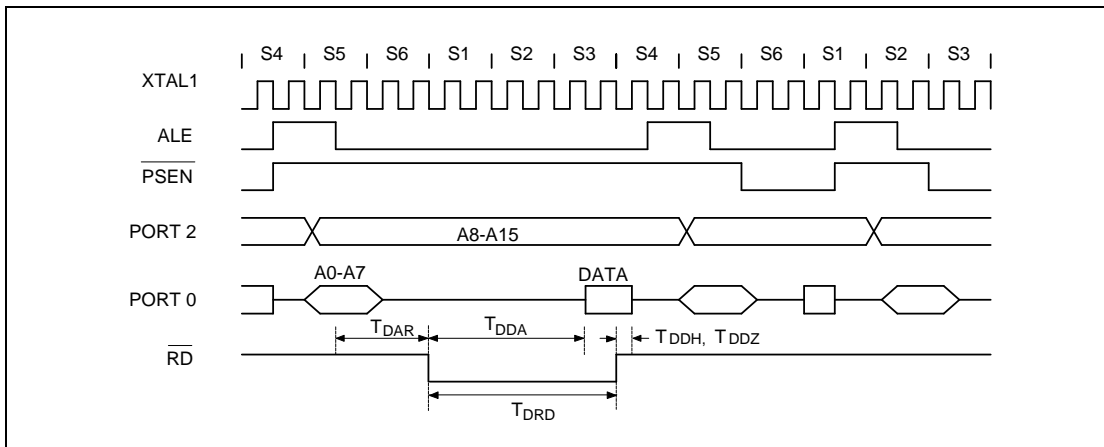 S4 S5 S6 S1 S2 S3 S4 S5 S6 S1 S2 S3
XTAL1
ALE
PSEN
PORT 2
A8-A15
A0-A7
DATA
PORT 0
TDAR
TDDA
TDDH, TDDZ
RD
TDRD